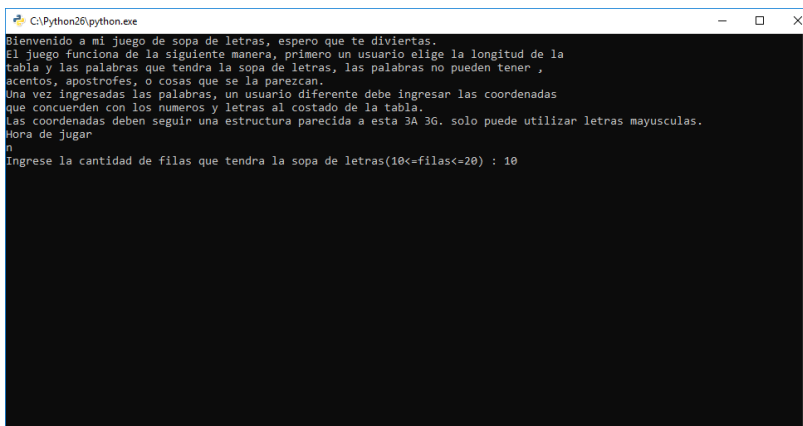 C:\Python26\python.exe
Bienvenido a mi juego de sopa de letras, espero que te diviertas.
El juego funciona de la siguiente manera, primero un usuario elige la longitud de la
tabla y las palabras que tendra la sopa de letras, las palabras no pueden tener ,
acentos, apostrofes, o cosas que se la parezcan.
Una vez ingresadas las palabras, un usuario diferente debe ingresar las coordenadas
que concuerden con los numeros y letras al costado de la tabla.
Las coordenadas deben seguir una estructura parecida a esta 3A 3G. solo puede utilizar letras mayusculas.
Hora de jugar
n
Ingrese la cantidad de filas que tendra la sopa de letras(10<=filas<=20) : 10